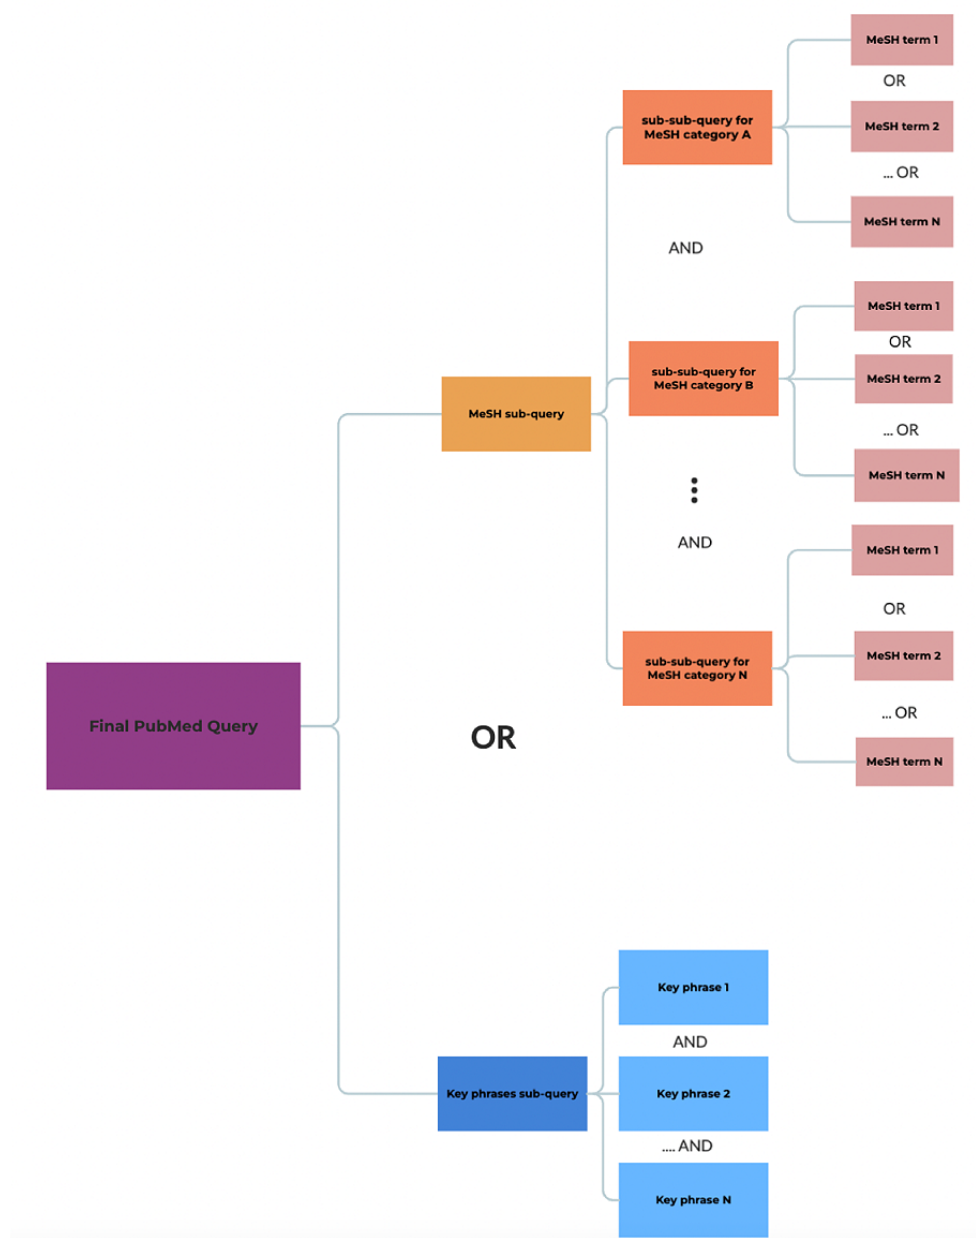 MeSH term 1
OR
sub-sub-query for
MeSH category A
MeSH term 2
... OR
MeSH term N
AND
MeSH term 1
OR
sub-sub-query for
MeSH category B
MeSH term 2
MeSH sub-query
... OR
MeSH term N
AND
MeSH term 1
OR
sub-sub-query for
MeSH category N
MeSH term 2
... OR
MeSH term N
Final PubMed Query
OR
Key phrase 1
AND
Key phrases sub-query
Key phrase 2
.... AND
Key phrase N